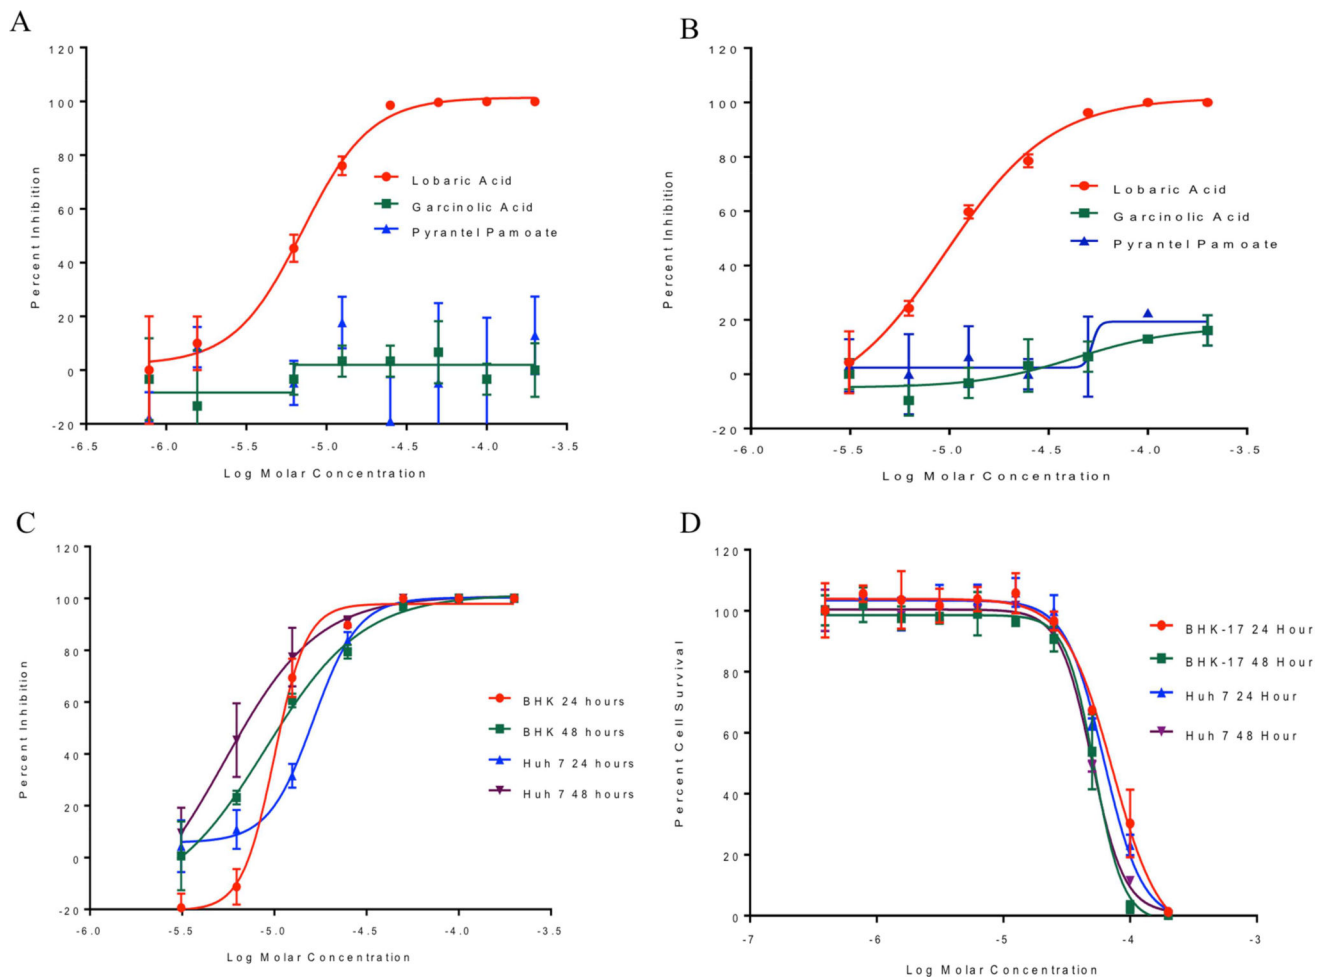 A
120
100
80
60
40
20
0
-20
Percent Inhibition
-6.5 -6.0 -5.5 -5.0 -4.5 -4.0 -3.5
Log Molar Concentration
Lobaric Acid
Garcinolic Acid
Pyrantel Pamoate
B
120
100
80
60
40
20
0
-20
Percent Inhibition
-6.0 -5.5 -5.0 -4.5 -4.0 -3.5
Log Molar Concentration
Lobaric Acid
Garcinolic Acid
Pyrantel Pamoate
C
120
100
80
60
40
20
0
-20
Percent Inhibition
-6.0 -5.5 -5.0 -4.5 -4.0 -3.5
Log Molar Concentration
BHK 24 hours
BHK 48 hours
Huh 7 24 hours
Huh 7 48 hours
D
120
100
80
60
40
20
0
Percent Cell Survival
-7 -6 -5 -4 -3
Log Molar Concentration
BHK-17 24 Hour
BHK-17 48 Hour
Huh 7 24 Hour
Huh 7 48 Hour